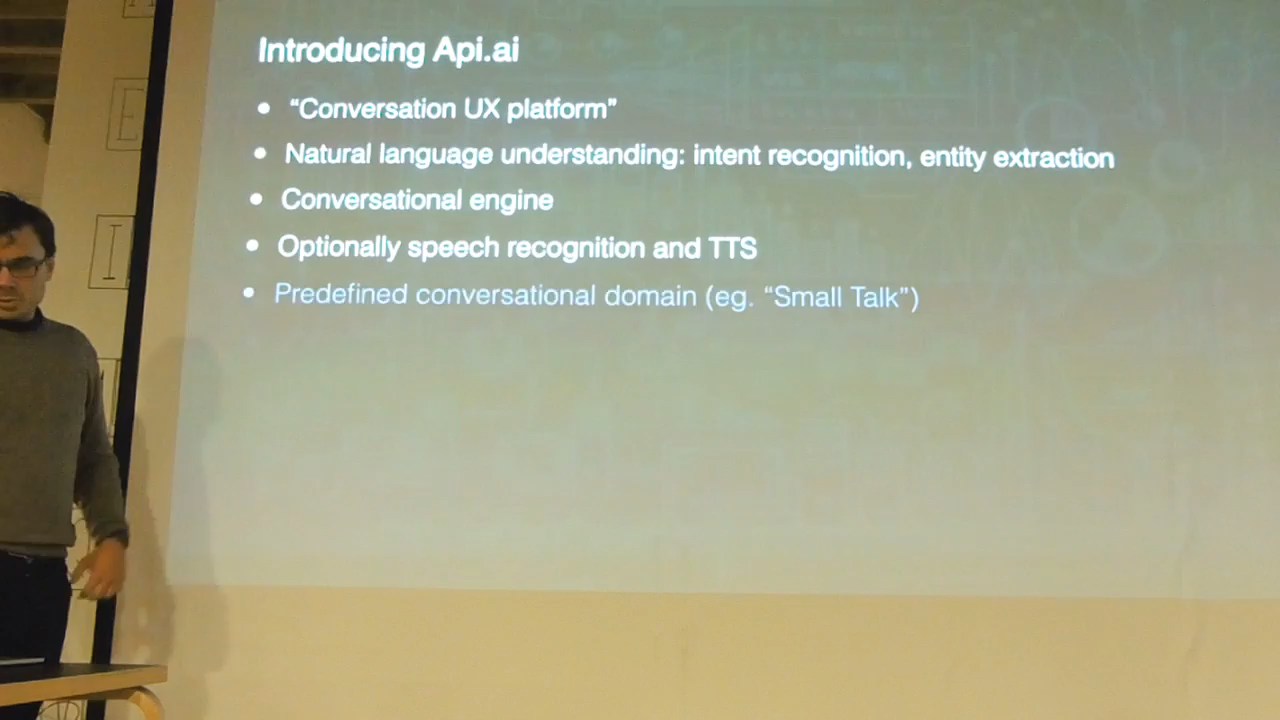 Introducing Api.ai
• “Conversation UX platform”
• Natural language understanding: intent recognition, entity extraction
• Conversational engine
• Optionally speech recognition and TTS
• Predefined conversational domain (eg. “Small Talk”)
E
I